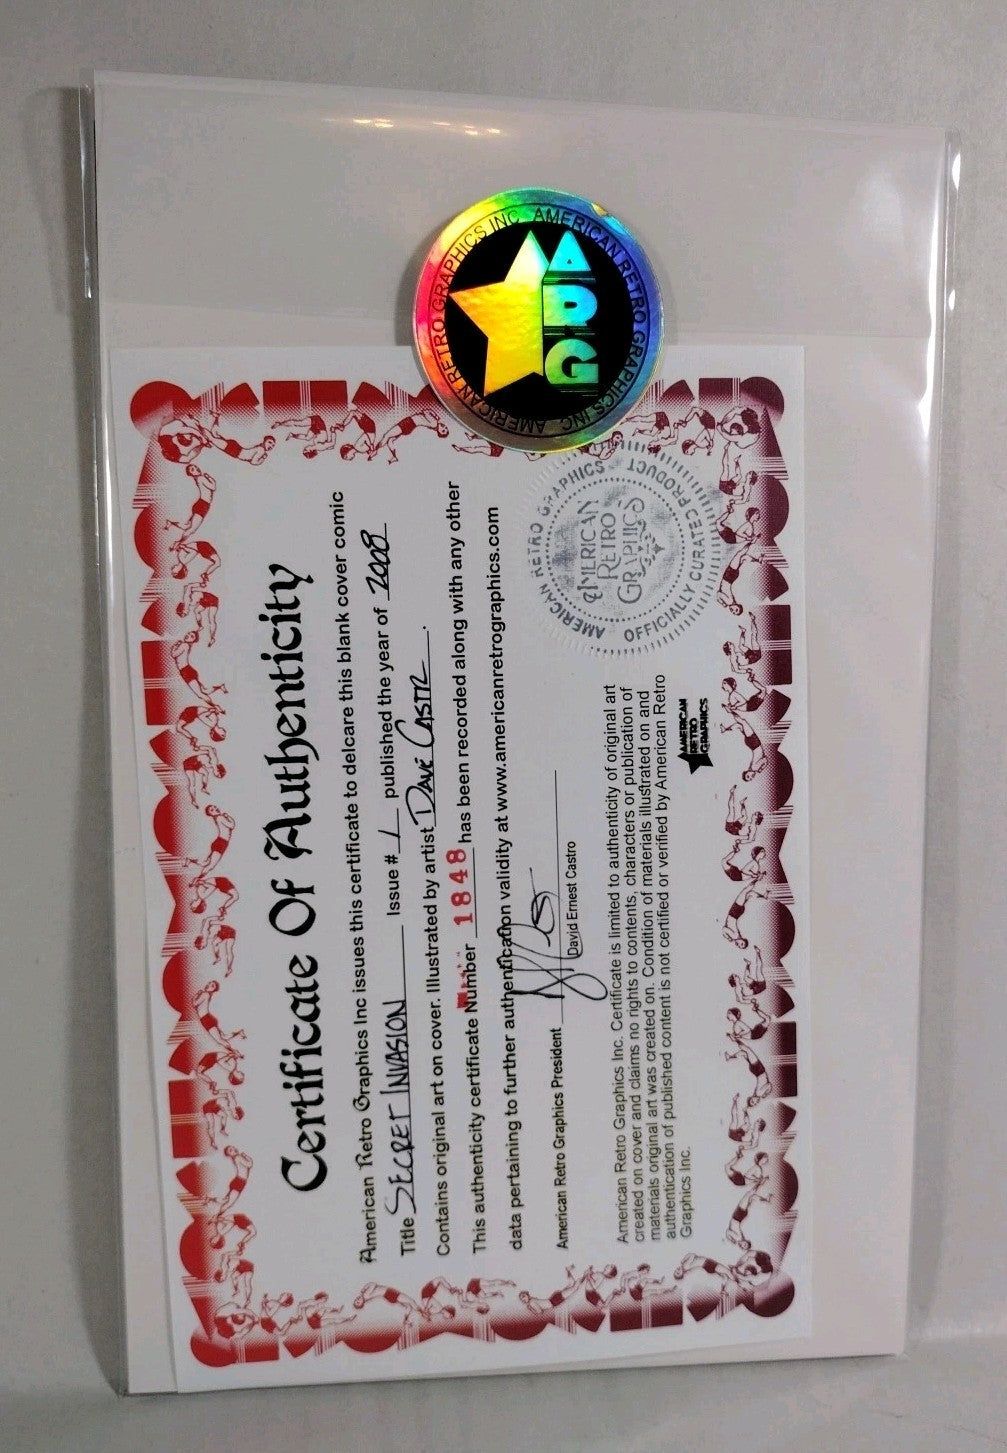 AMERICAN RETRO GRAPHICS INC. AMERICAN RETRO GRAPHICS INC.
ARG
Certificate Of Authenticity
American Retro Graphics Inc issues this certificate to delcare this blank cover comic
Title SECRET INVASION Issue # 1 published the year of 2008
Contains original art on cover. Illustrated by artist DAVE CASTR.
This authenticity certificate Number 1848 has been recorded along with any other
data pertaining to further authentication validity at www.americanretrographics.com
American Retro Graphics President
David Ernest Castro
American Retro Graphics Inc. Certificate is limited to authenticity of original art
created on cover and claims no rights to contents, characters or publication of
materials original art was created on. Condition of materials illustrated on and
authentication of published content is not certified or verified by American Retro
Graphics Inc.
AMERICAN
RETRO
GRAPHICS
AMERICAN RETRO GRAPHICS
OFFICIALLY CURATED PRODUCT
AMERICAN
RETRO
GRAPHICS